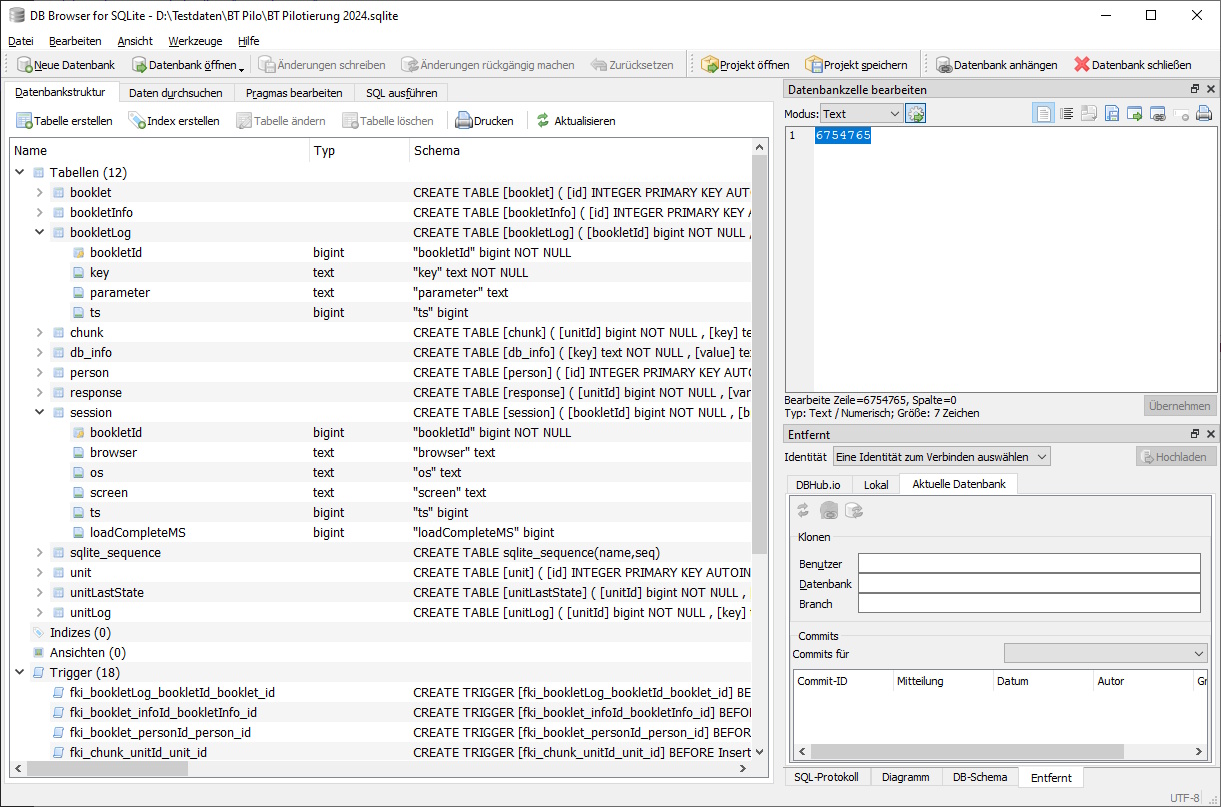 DB Browser for SQLite - D:\Testdaten\BT Pilo\BT Pilotierung 2024.sqlite
Datei Bearbeiten Ansicht Werkzeuge Hilfe
Neue Datenbank Datenbank öffnen Änderungen schreiben Änderungen rückgängig machen Zurücksetzen Projekt öffnen Projekt speichern Datenbank anhängen Datenbank schließen
Datenbankstruktur Daten durchsuchen Pragmas bearbeiten SQL ausführen
Tabelle erstellen Index erstellen Tabelle ändern Tabelle löschen Drucken Aktualisieren
Name Typ Schema
Tabellen (12)
booklet CREATE TABLE [booklet] ( [id] INTEGER PRIMARY KEY AUT
bookletInfo CREATE TABLE [bookletInfo] ( [id] INTEGER PRIMARY KEY A
bookletLog CREATE TABLE [bookletLog] ( [bookletId] bigint NOT NULL ,
bookletId bigint "bookletId" bigint NOT NULL
key text "key" text NOT NULL
parameter text "parameter" text
ts bigint "ts" bigint
chunk CREATE TABLE [chunk] ( [unitId] bigint NOT NULL , [key] te
db_info CREATE TABLE [db_info] ( [key] text NOT NULL , [value] te
person CREATE TABLE [person] ( [id] INTEGER PRIMARY KEY AUTO
response CREATE TABLE [response] ( [unitId] bigint NOT NULL , [var
session CREATE TABLE [session] ( [bookletId] bigint NOT NULL , [b
bookletId bigint "bookletId" bigint NOT NULL
browser text "browser" text
os text "os" text
screen text "screen" text
ts bigint "ts" bigint
loadCompleteMS bigint "loadCompleteMS" bigint
sqlite_sequence CREATE TABLE sqlite_sequence(name,seq)
unit CREATE TABLE [unit] ( [id] INTEGER PRIMARY KEY AUTOIN
unitLastState CREATE TABLE [unitLastState] ( [unitId] bigint NOT NULL ,
unitLog CREATE TABLE [unitLog] ( [unitId] bigint NOT NULL , [key] t
Indizes (0)
Ansichten (0)
Trigger (18)
fki_bookletLog_bookletId_booklet_id CREATE TRIGGER [fki_bookletLog_bookletId_booklet_id] BE
fki_booklet_infoId_bookletInfo_id CREATE TRIGGER [fki_booklet_infoId_bookletInfo_id] BEFOR
fki_booklet_personId_person_id CREATE TRIGGER [fki_booklet_personId_person_id] BEFOR
fki_chunk_unitId_unit_id CREATE TRIGGER [fki_chunk_unitId_unit_id] BEFORE Insert
Datenbankzelle bearbeiten
Modus: Text
1 6754765
Bearbeite Zeile=6754765, Spalte=0
Typ: Text / Numerisch; Größe: 7 Zeichen
Übernehmen
Entfernt
Identität Eine Identität zum Verbinden auswählen Hochladen
DBHub.io Lokal Aktuelle Datenbank
Klonen
Benutzer
Datenbank
Branch
Commits
Commits für
Commit-ID Mitteilung Datum Autor Gr
SQL-Protokoll Diagramm DB-Schema Entfernt
UTF-8